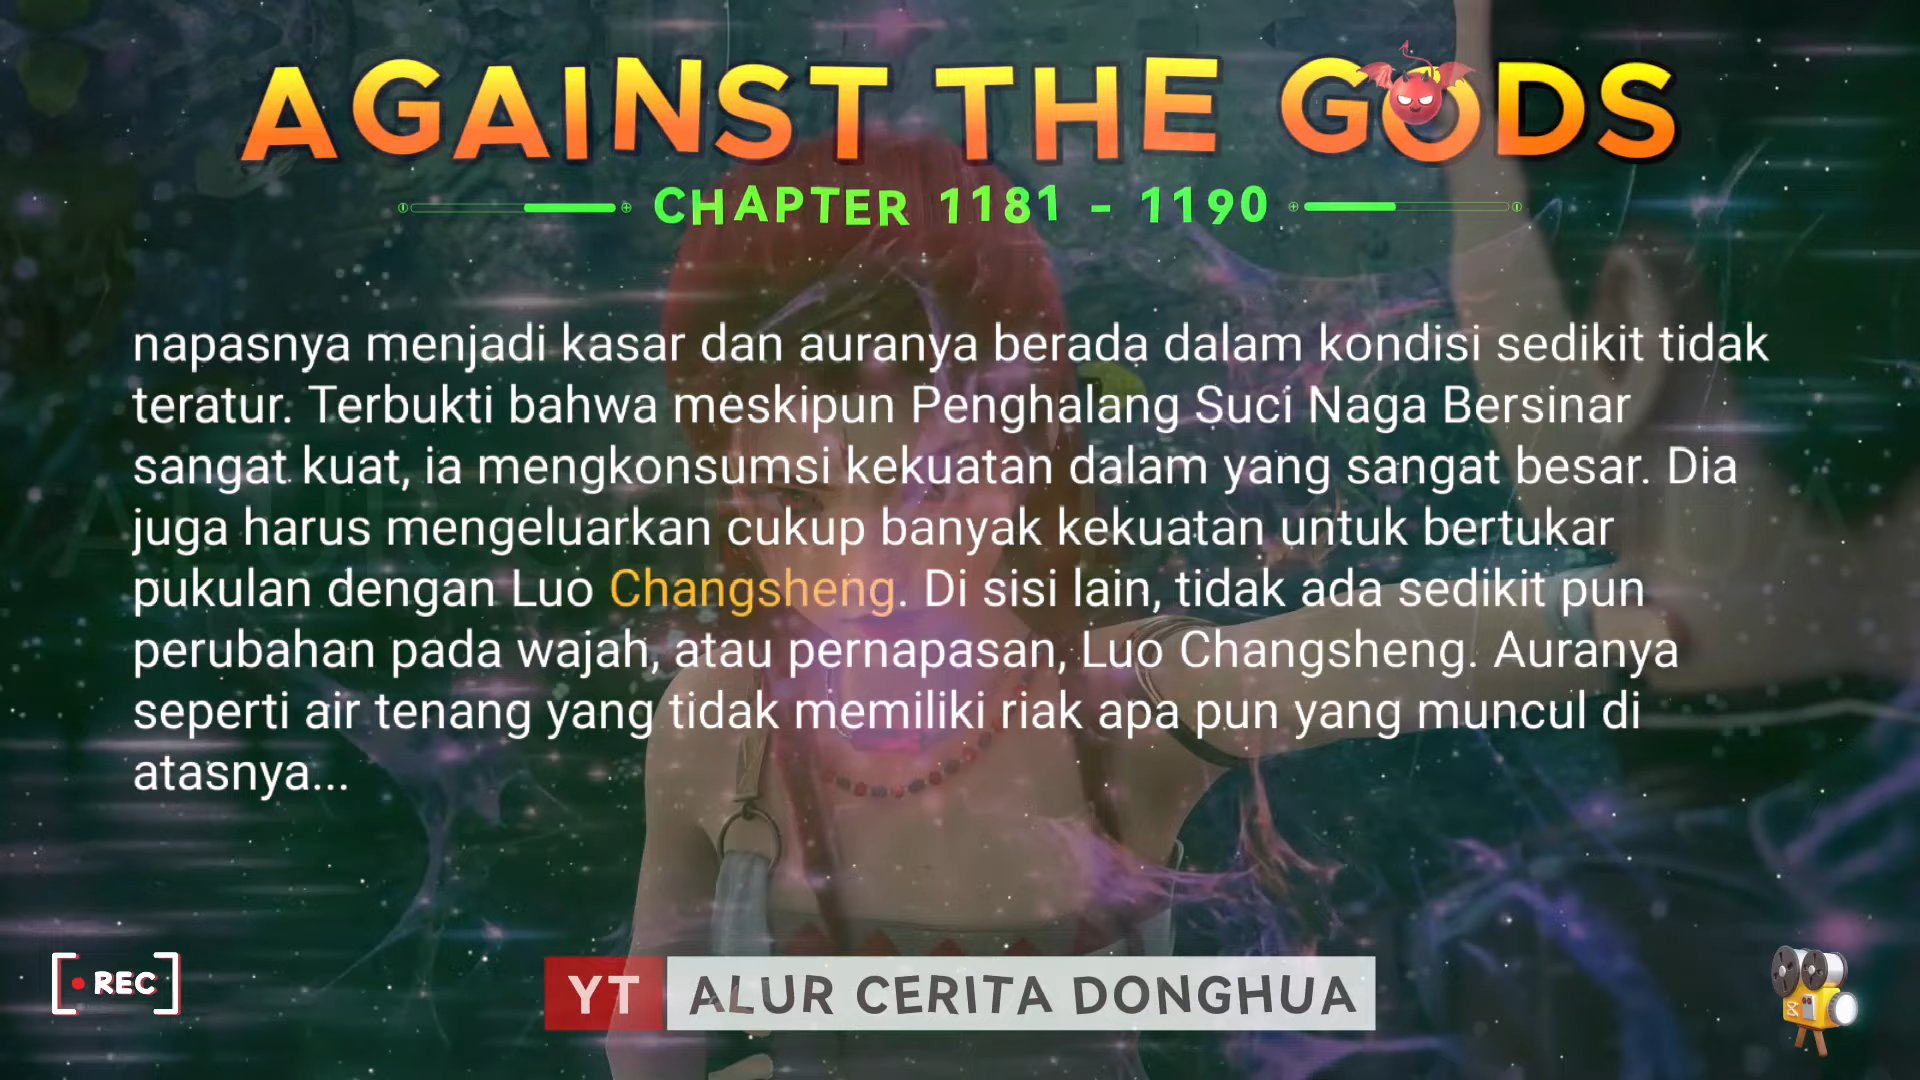 AGAINST THE GODS
CHAPTER 1181 - 1190
napasnya menjadi kasar dan auranya berada dalam kondisi sedikit tidak
teratur. Terbukti bahwa meskipun Penghalang Suci Naga Bersinar
sangat kuat, ia mengkonsumsi kekuatan dalam yang sangat besar. Dia
juga harus mengeluarkan cukup banyak kekuatan untuk bertukar
pukulan dengan Luo Changsheng. Di sisi lain, tidak ada sedikit pun
perubahan pada wajah, atau pernapasan, Luo Changsheng. Auranya
seperti air tenang yang tidak memiliki riak apa pun yang muncul di
atasnya...
REC
YT ALUR CERITA DONGHUA